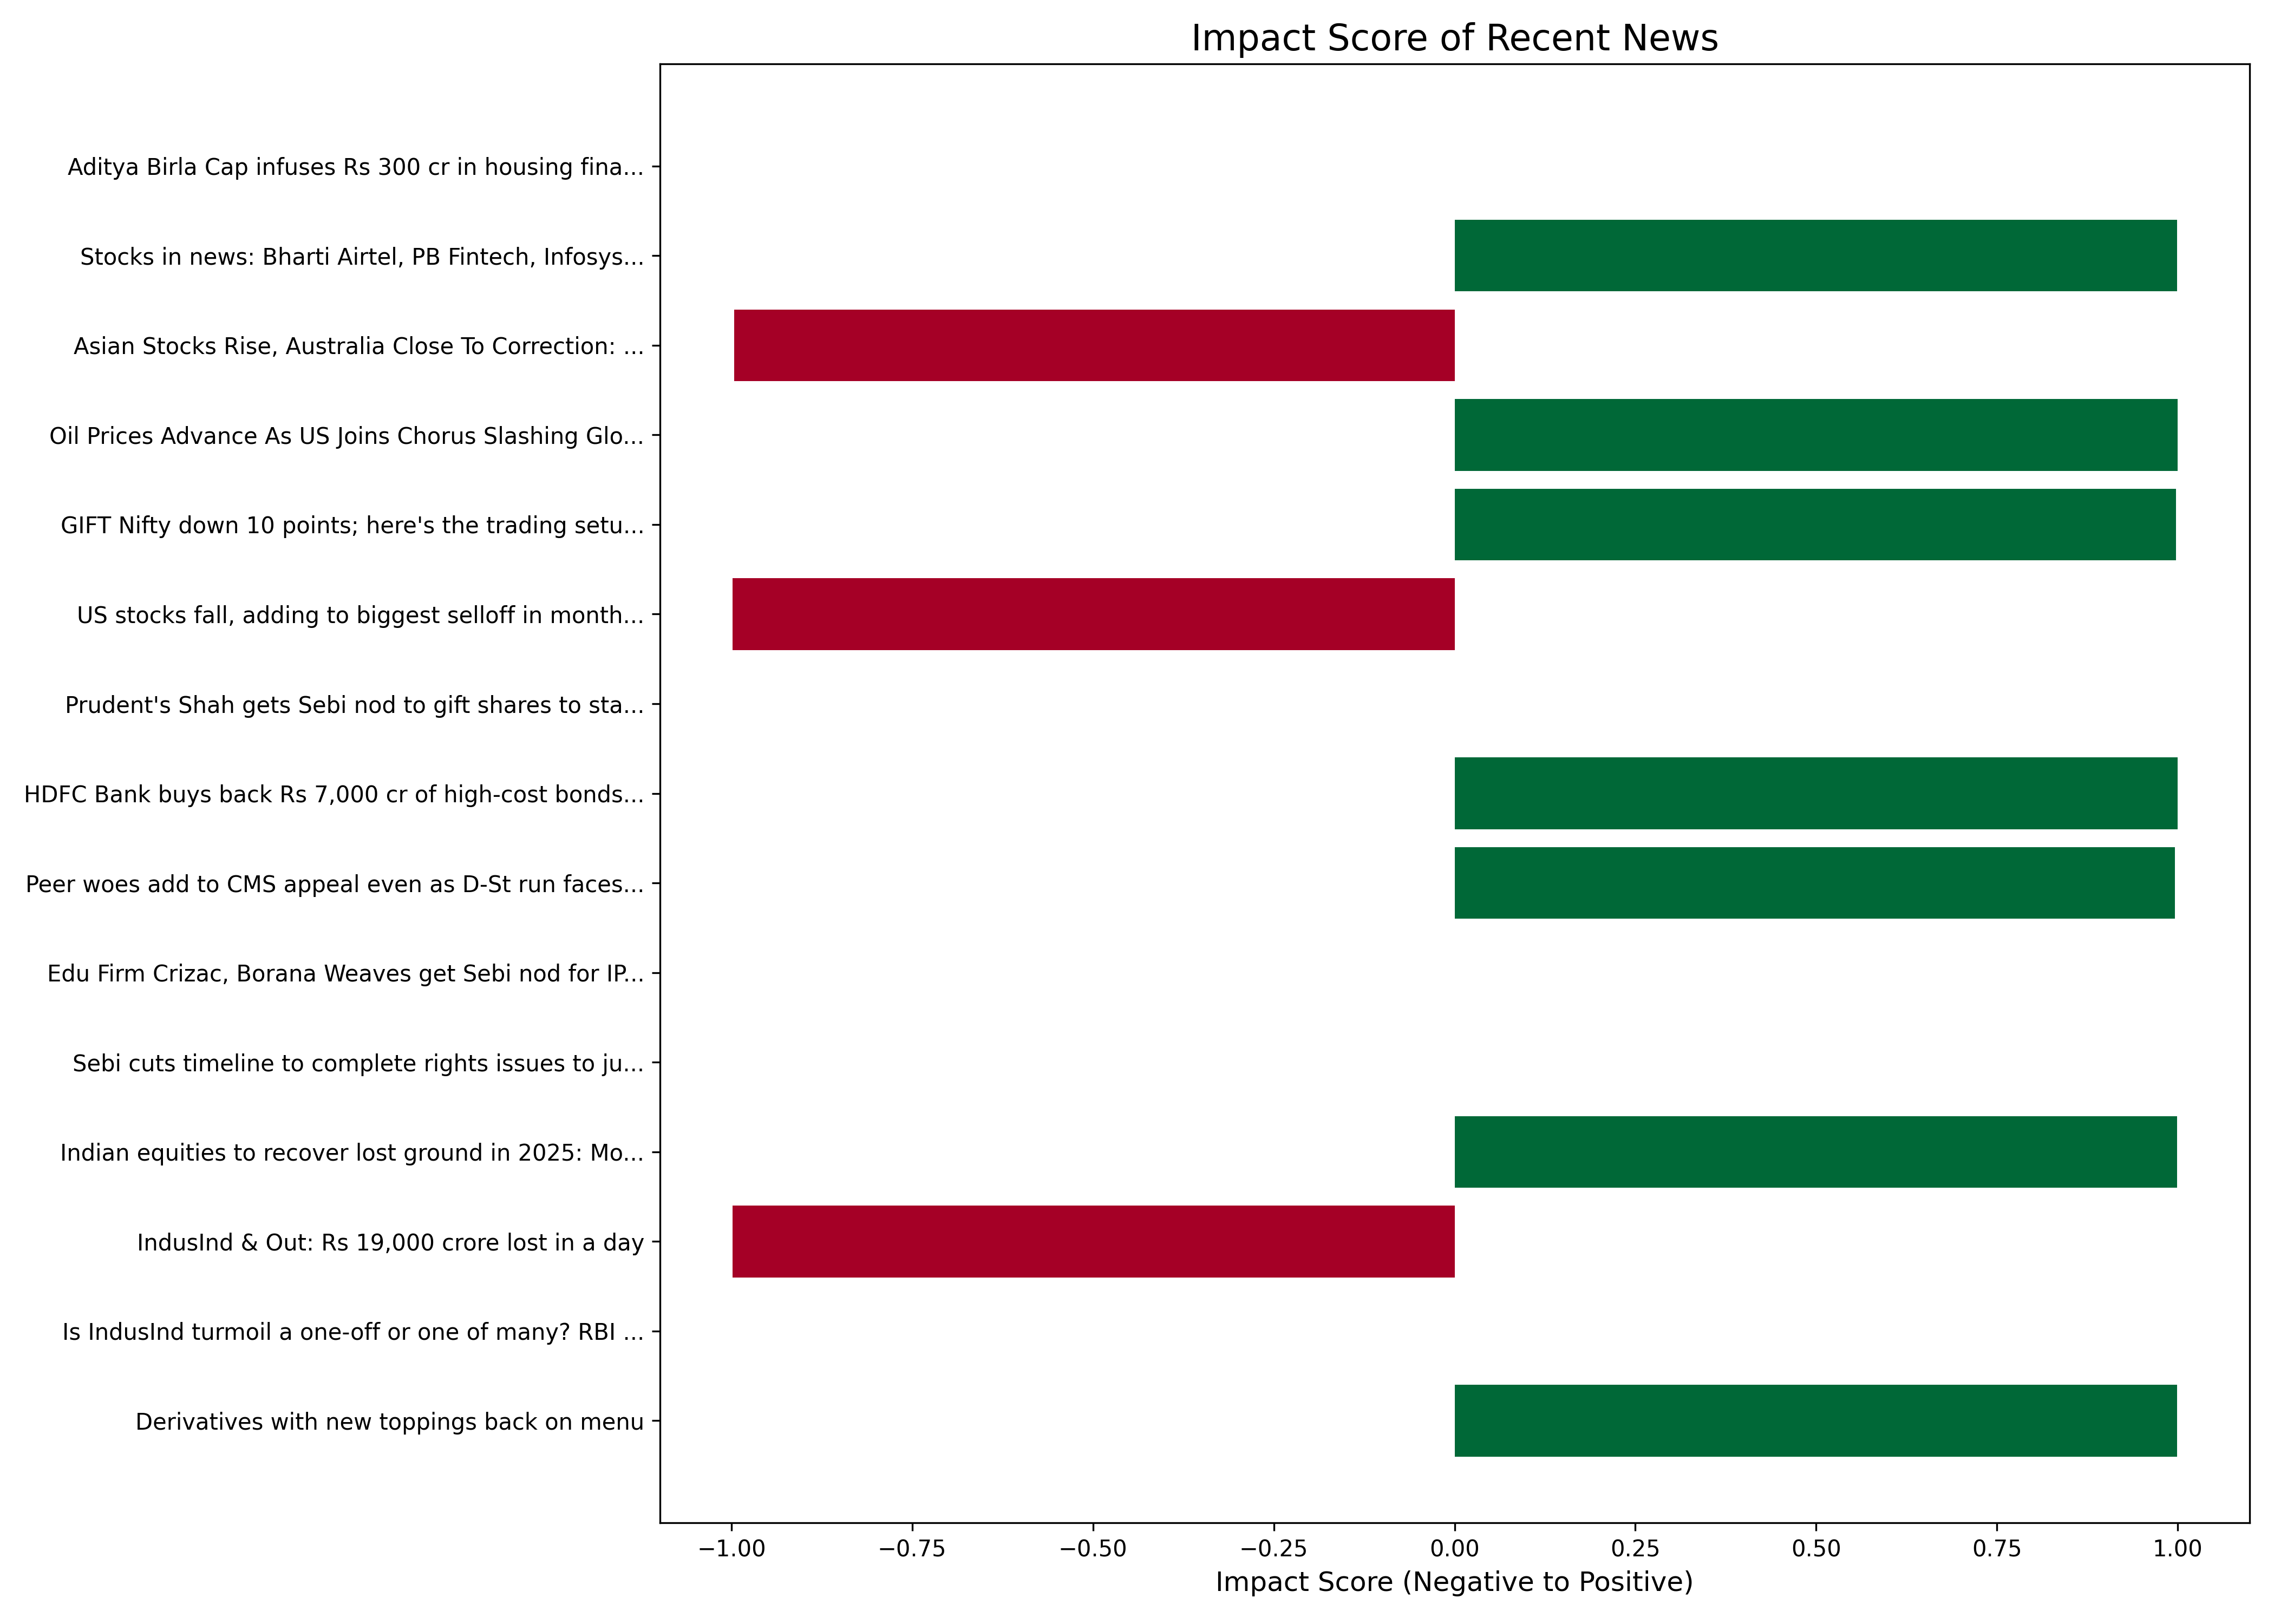 Impact Score of Recent News
Aditya Birla Cap infuses Rs 300 cr in housing fina...
Stocks in news: Bharti Airtel, PB Fintech, Infosys...
Asian Stocks Rise, Australia Close To Correction: ...
Oil Prices Advance As US Joins Chorus Slashing Glo...
GIFT Nifty down 10 points; here's the trading setu...
US stocks fall, adding to biggest selloff in month...
Prudent's Shah gets Sebi nod to gift shares to sta...
HDFC Bank buys back Rs 7,000 cr of high-cost bonds...
Peer woes add to CMS appeal even as D-St run faces...
Edu Firm Crizac, Borana Weaves get Sebi nod for IP...
Sebi cuts timeline to complete rights issues to ju...
Indian equities to recover lost ground in 2025: Mo...
IndusInd & Out: Rs 19,000 crore lost in a day
Is IndusInd turmoil a one-off or one of many? RBI ...
Derivatives with new toppings back on menu
−1.00 −0.75 −0.50 −0.25 0.00 0.25 0.50 0.75 1.00
Impact Score (Negative to Positive)